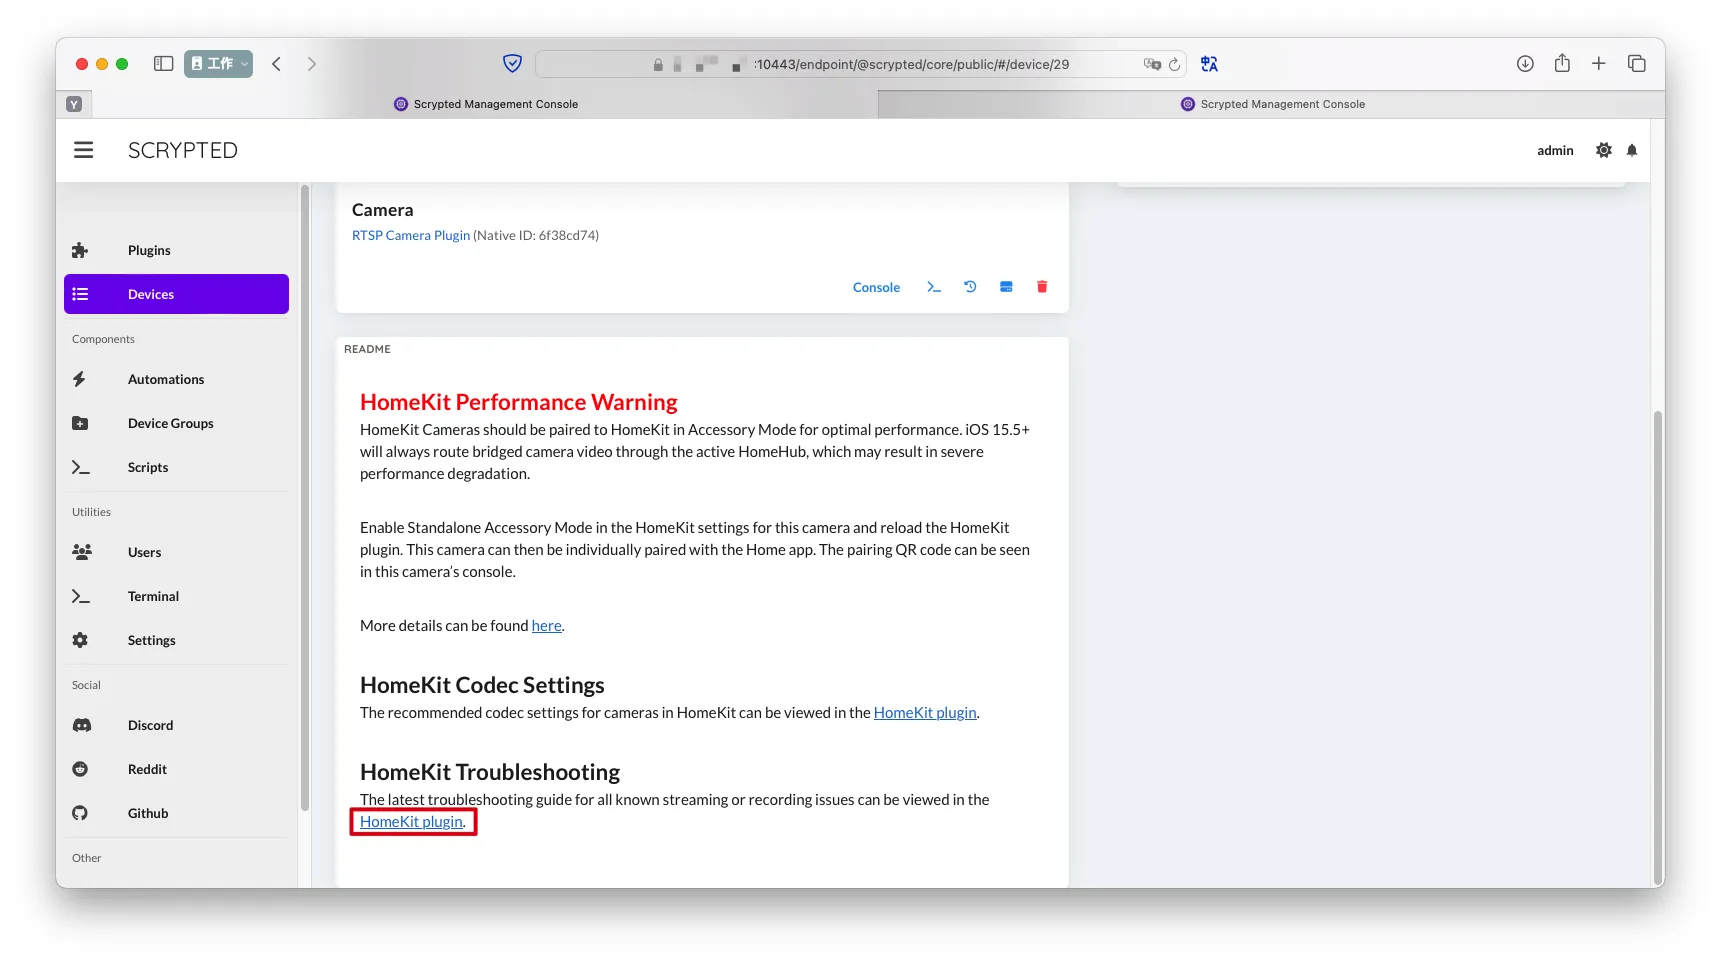 工作
:10443/endpoint/@scrypted/core/public/#/device/29
Y
Scrypted Management Console
Scrypted Management Console
SCRYPTED
admin
Plugins
Devices
Components
Automations
Device Groups
Scripts
Utilities
Users
Terminal
Settings
Social
Discord
Reddit
Github
Other
Camera
RTSP Camera Plugin (Native ID: 6f38cd74)
Console
README
HomeKit Performance Warning
HomeKit Cameras should be paired to HomeKit in Accessory Mode for optimal performance. iOS 15.5+
will always route bridged camera video through the active HomeHub, which may result in severe
performance degradation.
Enable Standalone Accessory Mode in the HomeKit settings for this camera and reload the HomeKit
plugin. This camera can then be individually paired with the Home app. The pairing QR code can be seen
in this camera’s console.
More details can be found here.
HomeKit Codec Settings
The recommended codec settings for cameras in HomeKit can be viewed in the HomeKit plugin.
HomeKit Troubleshooting
The latest troubleshooting guide for all known streaming or recording issues can be viewed in the
HomeKit plugin.